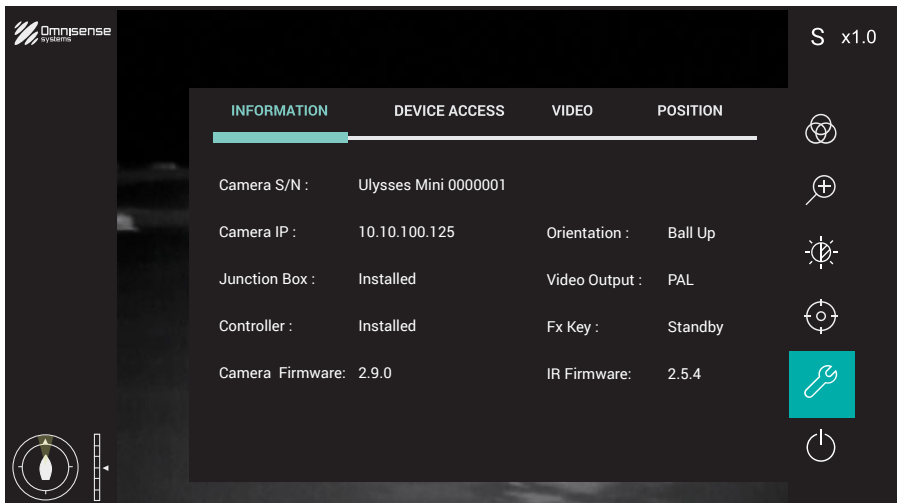 Omnisense
systems
S x1.0
INFORMATION DEVICE ACCESS VIDEO POSITION
Camera S/N : Ulysses Mini 0000001
Camera IP : 10.10.100.125 Orientation : Ball Up
Junction Box : Installed Video Output : PAL
Controller : Installed Fx Key : Standby
Camera Firmware: 2.9.0 IR Firmware: 2.5.4